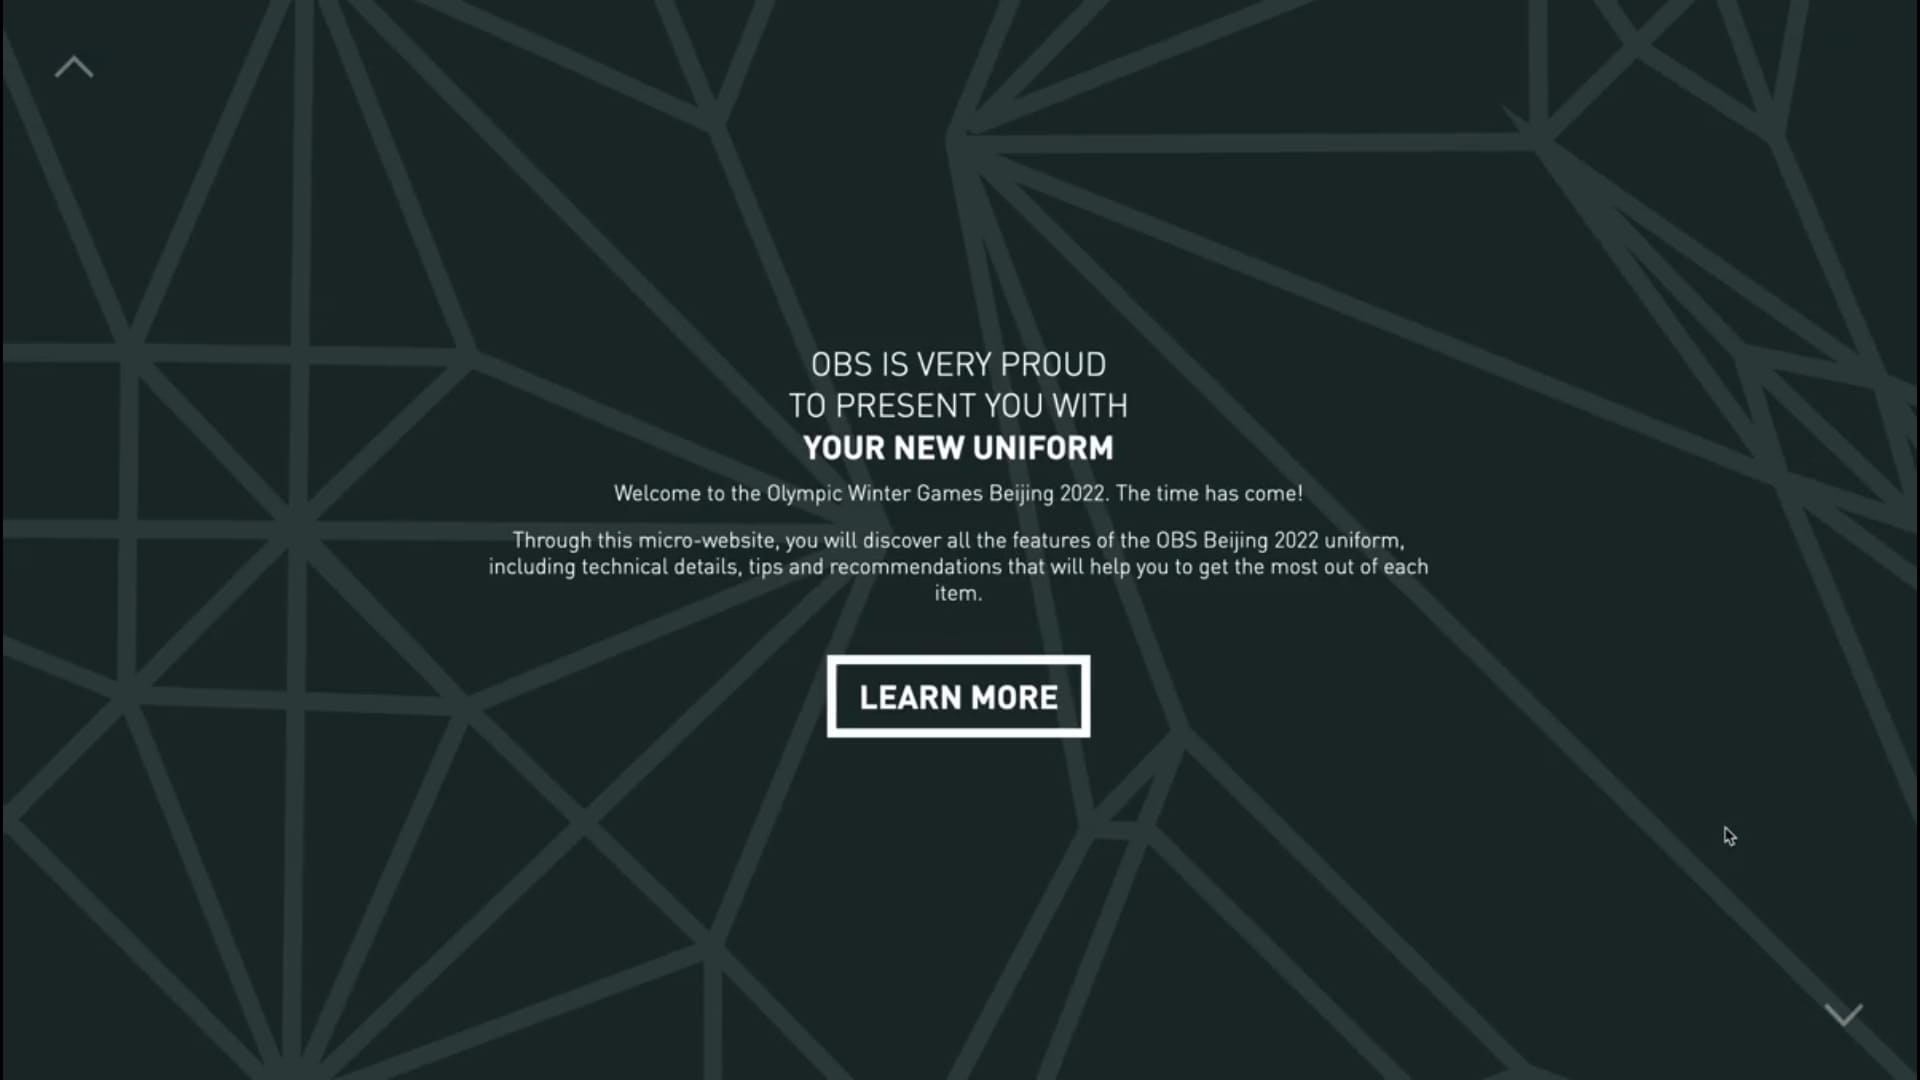 OBS IS VERY PROUD
TO PRESENT YOU WITH
YOUR NEW UNIFORM
Welcome to the Olympic Winter Games Beijing 2022. The time has come!
Through this micro-website, you will discover all the features of the OBS Beijing 2022 uniform,
including technical details, tips and recommendations that will help you to get the most out of each
item.
LEARN MORE